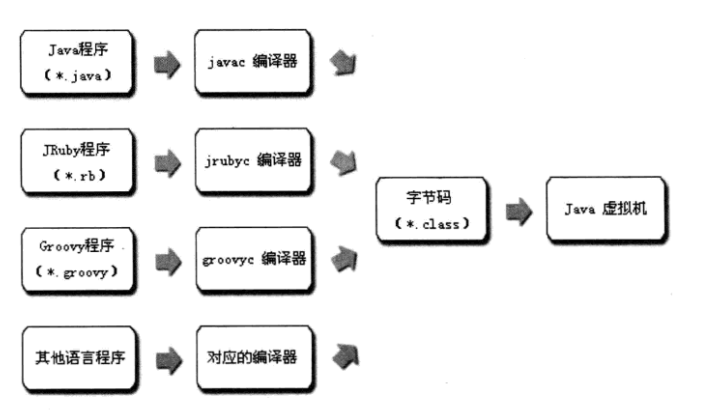 Java程序
(*.java)
javac 编译器
JRuby程序
(*.rb)
jrubyc 编译器
字节码
(*.class)
Java 虚拟机
Groovy程序
(*.groovy)
groovyc 编译器
其他语言程序
对应的编译器